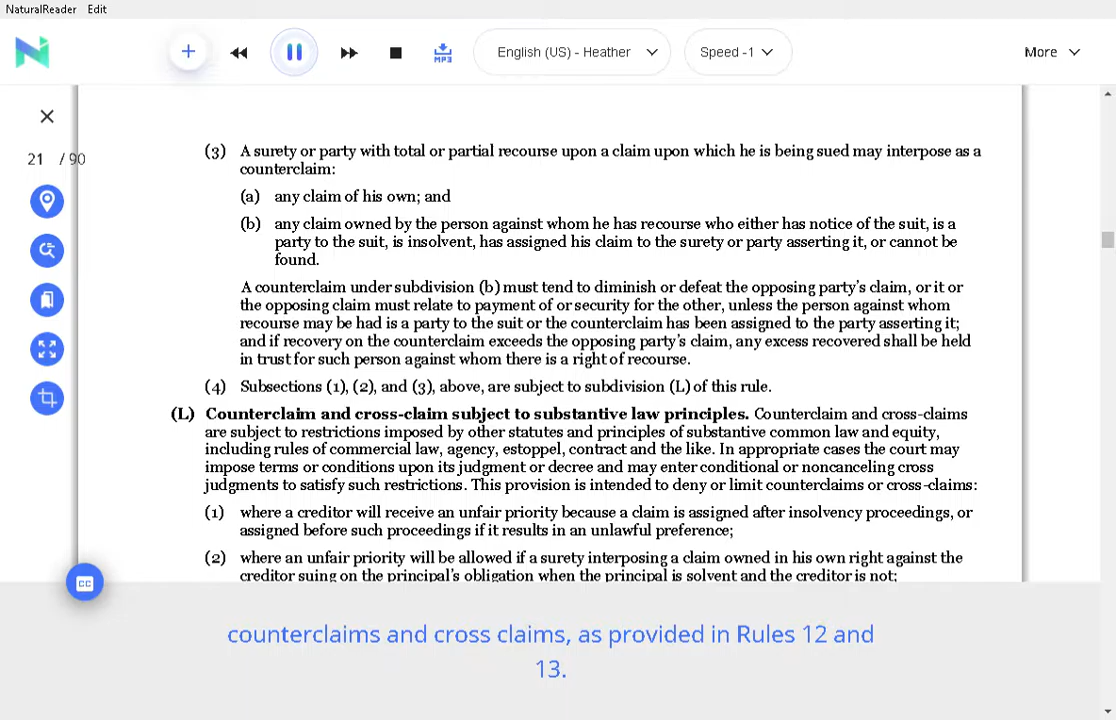 NaturalReader Edit
English (US) - Heather
Speed -1
More
MP3
21 / 90
(3) A surety or party with total or partial recourse upon a claim upon which he is being sued may interpose as a
counterclaim:
(a) any claim of his own; and
(b) any claim owned by the person against whom he has recourse who either has notice of the suit, is a
party to the suit, is insolvent, has assigned his claim to the surety or party asserting it, or cannot be
found.
A counterclaim under subdivision (b) must tend to diminish or defeat the opposing party's claim, or it or
the opposing claim must relate to payment of or security for the other, unless the person against whom
recourse may be had is a party to the suit or the counterclaim has been assigned to the party asserting it;
and if recovery on the counterclaim exceeds the opposing party's claim, any excess recovered shall be held
in trust for such person against whom there is a right of recourse.
(4) Subsections (1), (2), and (3), above, are subject to subdivision (L) of this rule.
(L) Counterclaim and cross-claim subject to substantive law principles. Counterclaim and cross-claims
are subject to restrictions imposed by other statutes and principles of substantive common law and equity,
including rules of commercial law, agency, estoppel, contract and the like. In appropriate cases the court may
impose terms or conditions upon its judgment or decree and may enter conditional or noncanceling cross
judgments to satisfy such restrictions. This provision is intended to deny or limit counterclaims or cross-claims:
(1) where a creditor will receive an unfair priority because a claim is assigned after insolvency proceedings, or
assigned before such proceedings if it results in an unlawful preference;
(2) where an unfair priority will be allowed if a surety interposing a claim owned in his own right against the
creditor suing on the principal's obligation when the principal is solvent and the creditor is not;
CC
counterclaims and cross claims, as provided in Rules 12 and
13.